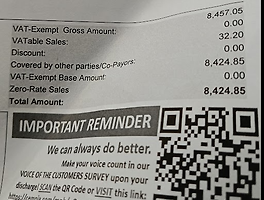 VAT-Exempt Gross Amount: 8,457.05
VATable Sales: 0.00
Discount: 32.20
Covered by other parties/Co-Payors: 0.00
VAT-Exempt Base Amount: 8,424.85
Zero-Rate Sales 0.00
Total Amount: 8,424.85
IMPORTANT REMINDER
We can always do better.
Make your voice count in our
VOICE OF THE CUSTOMERS SURVEY upon your
discharge! SCAN the QR Code or VISIT this link: